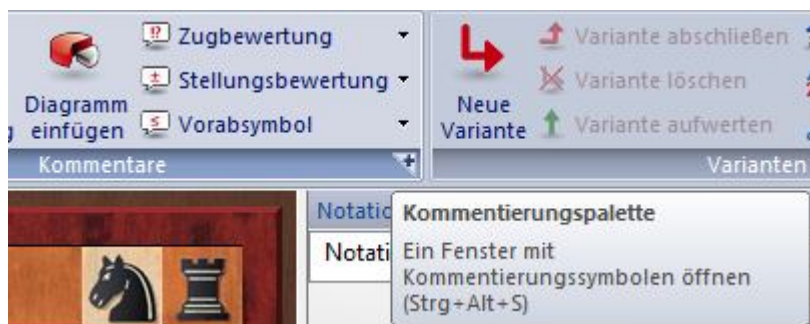 Zugbewertung
Stellungsbewertung
Vorabsymbol
Diagramm
einfügen
Kommentare
Neue
Variante
Variante abschließen
Variante löschen
Variante aufwerten
Varianten
Notati
Kommentierungspalette
Ein Fenster mit
Kommentierungssymbolen öffnen
(Strg+Alt+S)